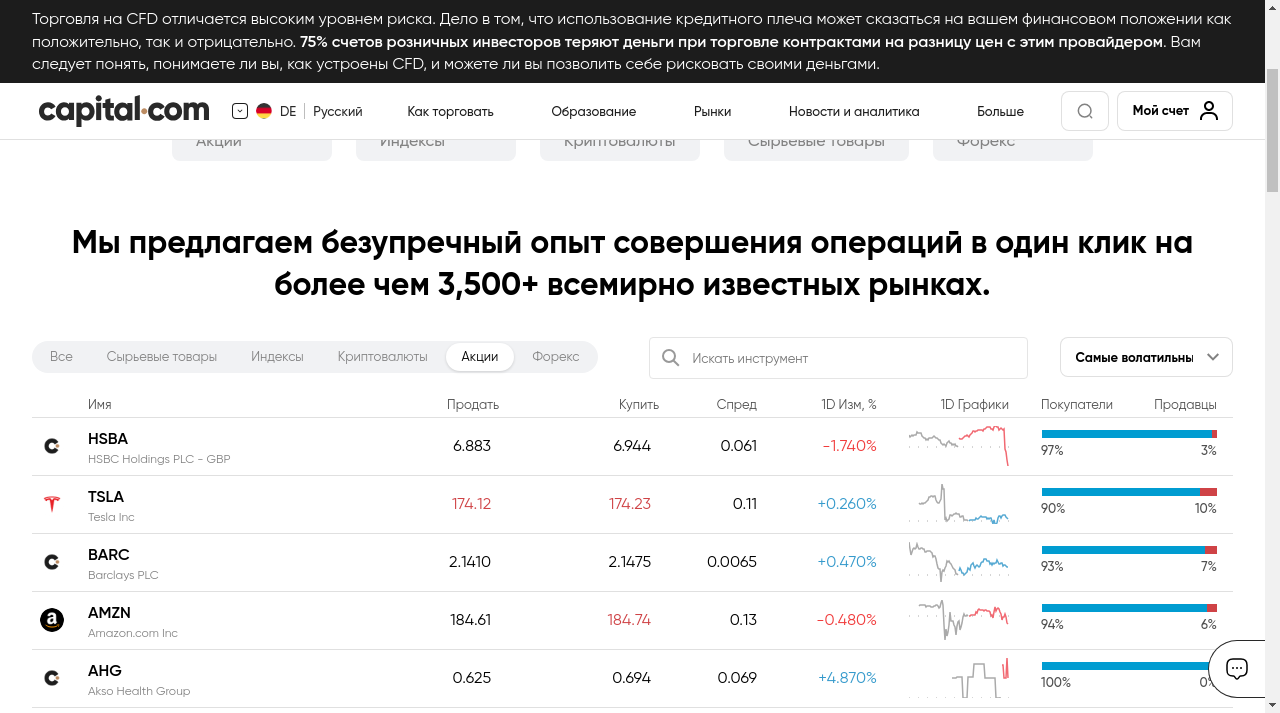 Торговля на CFD отличается высоким уровнем риска. Дело в том, что использование кредитного плеча может сказаться на вашем финансовом положении как
положительно, так и отрицательно. 75% счетов розничных инвесторов теряют деньги при торговле контрактами на разницу цен с этим провайдером. Вам
следует понять, понимаете ли вы, как устроены CFD, и можете ли вы позволить себе рисковать своими деньгами.
capital.com DE Русский Как торговать Образование Рынки Новости и аналитика Больше Мой счет
Акции Индексы Криптовалюты Сырьевые товары Форекс
Мы предлагаем безупречный опыт совершения операций в один клик на
более чем 3,500+ всемирно известных рынках.
Все Сырьевые товары Индексы Криптовалюты Акции Форекс Искать инструмент Самые волатильны
Имя Продать Купить Спред 1D Изм, % 1D Графики Покупатели Продавцы
HSBA 6.883 6.944 0.061 -1.740% 97% 3%
HSBC Holdings PLC - GBP
TSLA 174.12 174.23 0.11 +0.260% 90% 10%
Tesla Inc
BARC 2.1410 2.1475 0.0065 +0.470% 93% 7%
Barclays PLC
AMZN 184.61 184.74 0.13 -0.480% 94% 6%
Amazon.com Inc
AHG 0.625 0.694 0.069 +4.870% 100% 0%
Akso Health Group